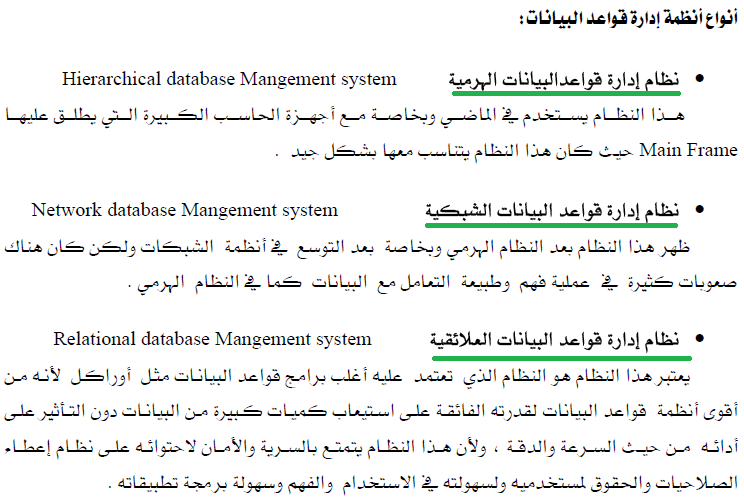 أنواع أنظمة إدارة قواعد البيانات:
• نظام إدارة قواعدالبيانات الهرمية Hierarchical database Mangement system
هذا النظام يستخدم في الماضي وبخاصة مع أجهزة الحاسب الكبيرة التي يطلق عليها
Main Frame حيث كان هذا النظام يتناسب معها بشكل جيد .
• نظام إدارة قواعد البيانات الشبكية Network database Mangement system
ظهر هذا النظام بعد النظام الهرمي وبخاصة بعد التوسع في أنظمة الشبكات ولكن كان هناك
صعوبات كثيرة في عملية فهم وطبيعة التعامل مع البيانات كما في النظام الهرمي .
• نظام إدارة قواعد البيانات العلائقية Relational database Mangement system
يعتبر هذا النظام هو النظام الذي تعتمد عليه أغلب برامج قواعد البيانات مثل أوراكل لأنه من
أقوى أنظمة قواعد البيانات لقدرته الفائقة على استيعاب كميات كبيرة من البيانات دون التأثير على
أدائه من حيث السرعة والدقة ، ولأن هذا النظام يتمتع بالسرية والأمان لاحتوائه على نظام إعطاء
الصلاحيات والحقوق لمستخدميه ولسهولته في الاستخدام والفهم وسهولة برمجة تطبيقاته .